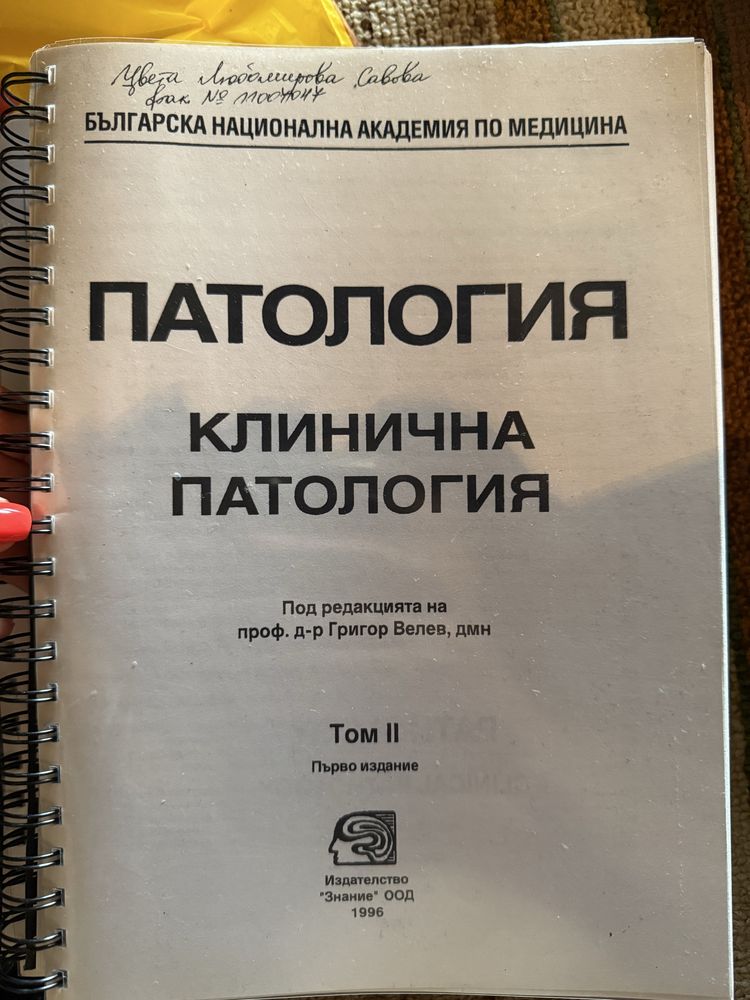 Цвета Любомирова Савова
фак № 11007047
БЪЛГАРСКА НАЦИОНАЛНА АКАДЕМИЯ ПО МЕДИЦИНА
ПАТОЛОГИЯ
КЛИНИЧНА
ПАТОЛОГИЯ
Под редакцията на
проф. д-р Григор Велев, дмн
Том II
Първо издание
Издателство
"Знание" ООД
1996